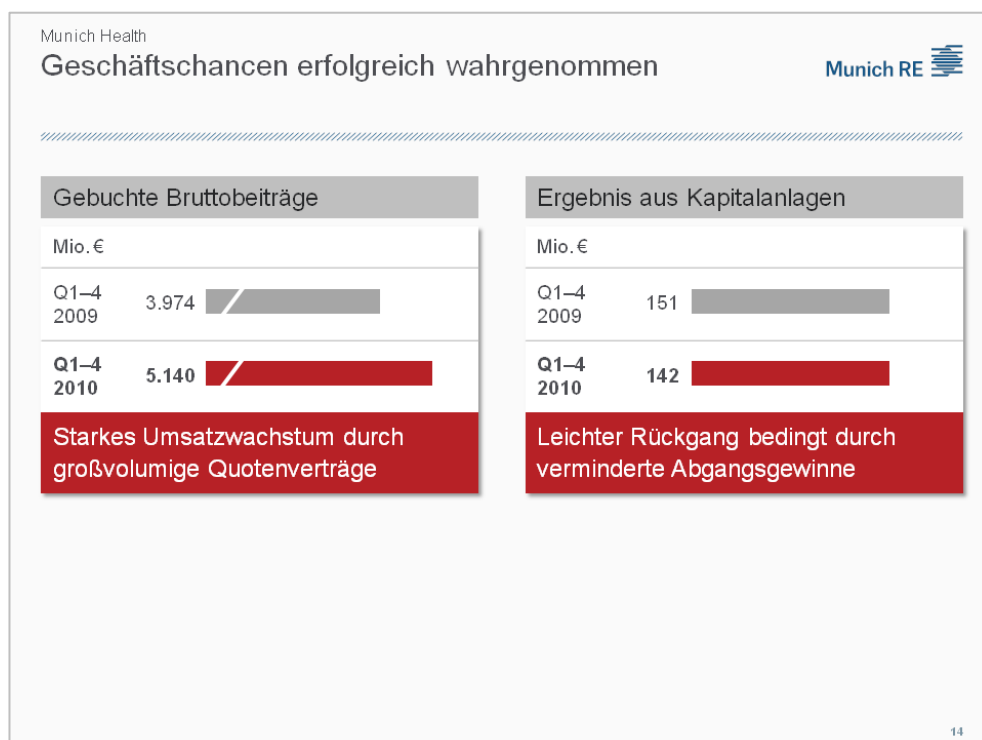 Munich Health
Geschäftschancen erfolgreich wahrgenommen
Munich RE
Gebuchte Bruttobeiträge
Mio. €
Q1–4
2009
3.974
Q1–4
2010
5.140
Starkes Umsatzwachstum durch
großvolumige Quotenverträge
Ergebnis aus Kapitalanlagen
Mio. €
Q1–4
2009
151
Q1–4
2010
142
Leichter Rückgang bedingt durch
verminderte Abgangsgewinne
14